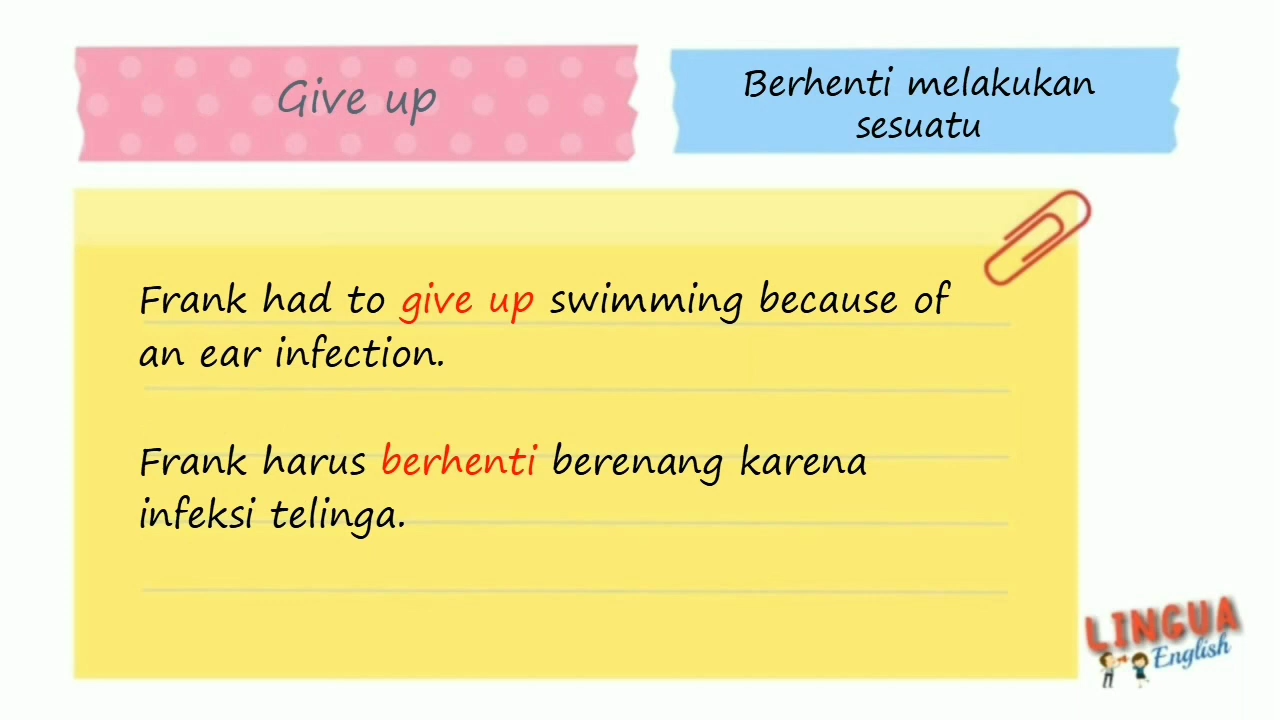 Give up
Berhenti melakukan
sesuatu
Frank had to give up swimming because of
an ear infection.
Frank harus berhenti berenang karena
infeksi telinga.
LINGUA
English